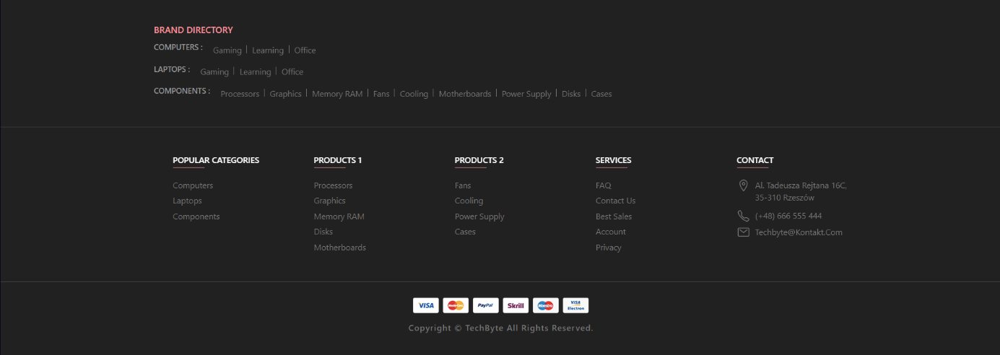 BRAND DIRECTORY
COMPUTERS : Gaming | Learning | Office
LAPTOPS : Gaming | Learning | Office
COMPONENTS : Processors | Graphics | Memory RAM | Fans | Cooling | Motherboards | Power Supply | Disks | Cases
POPULAR CATEGORIES
Computers
Laptops
Components
PRODUCTS 1
Processors
Graphics
Memory RAM
Disks
Motherboards
PRODUCTS 2
Fans
Cooling
Power Supply
Cases
SERVICES
FAQ
Contact Us
Best Sales
Account
Privacy
CONTACT
Al. Tadeusza Rejtana 16C,
35-310 Rzeszów
(+48) 666 555 444
Techbyte@Kontakt.Com
VISA MasterCard PayPal Skrill Maestro VISA Electron
Copyright © TechByte All Rights Reserved.